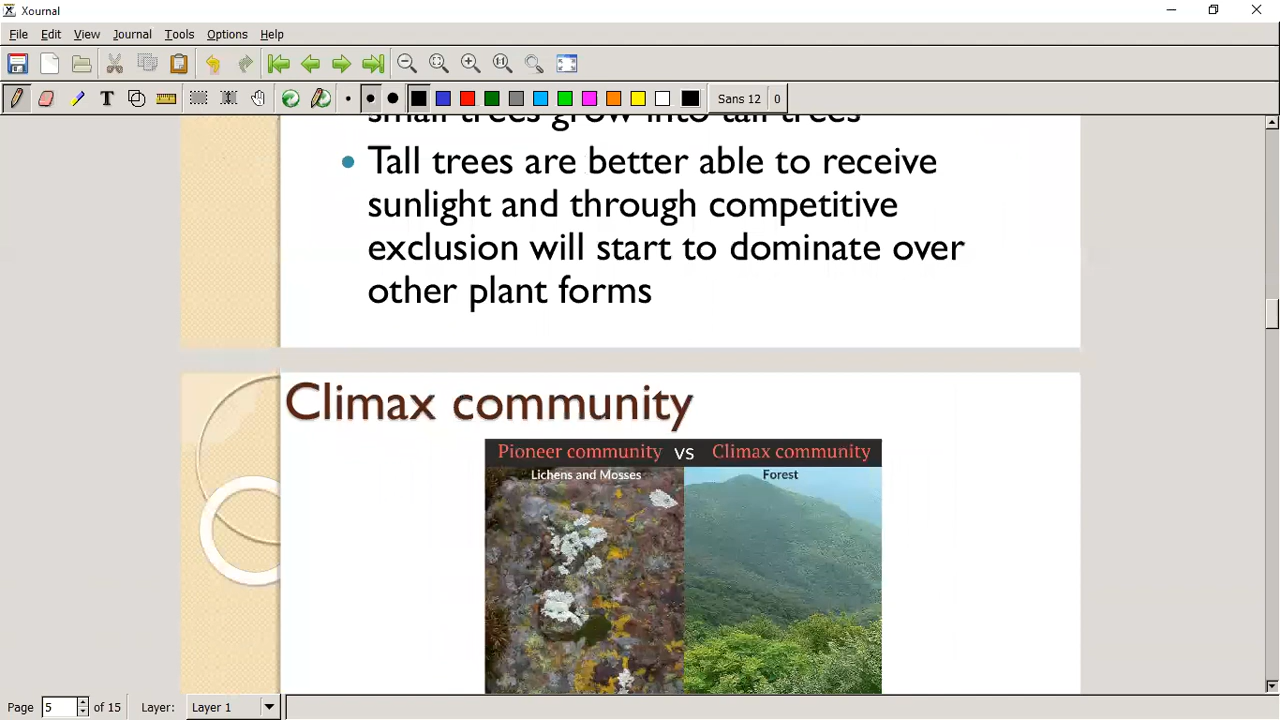 Xournal
File Edit View Journal Tools Options Help
T Sans 12 0
small trees grow into tall trees
Tall trees are better able to receive
sunlight and through competitive
exclusion will start to dominate over
other plant forms
Climax community
Pioneer community vs Climax community
Lichens and Mosses Forest
Page 5 of 15 Layer: Layer 1